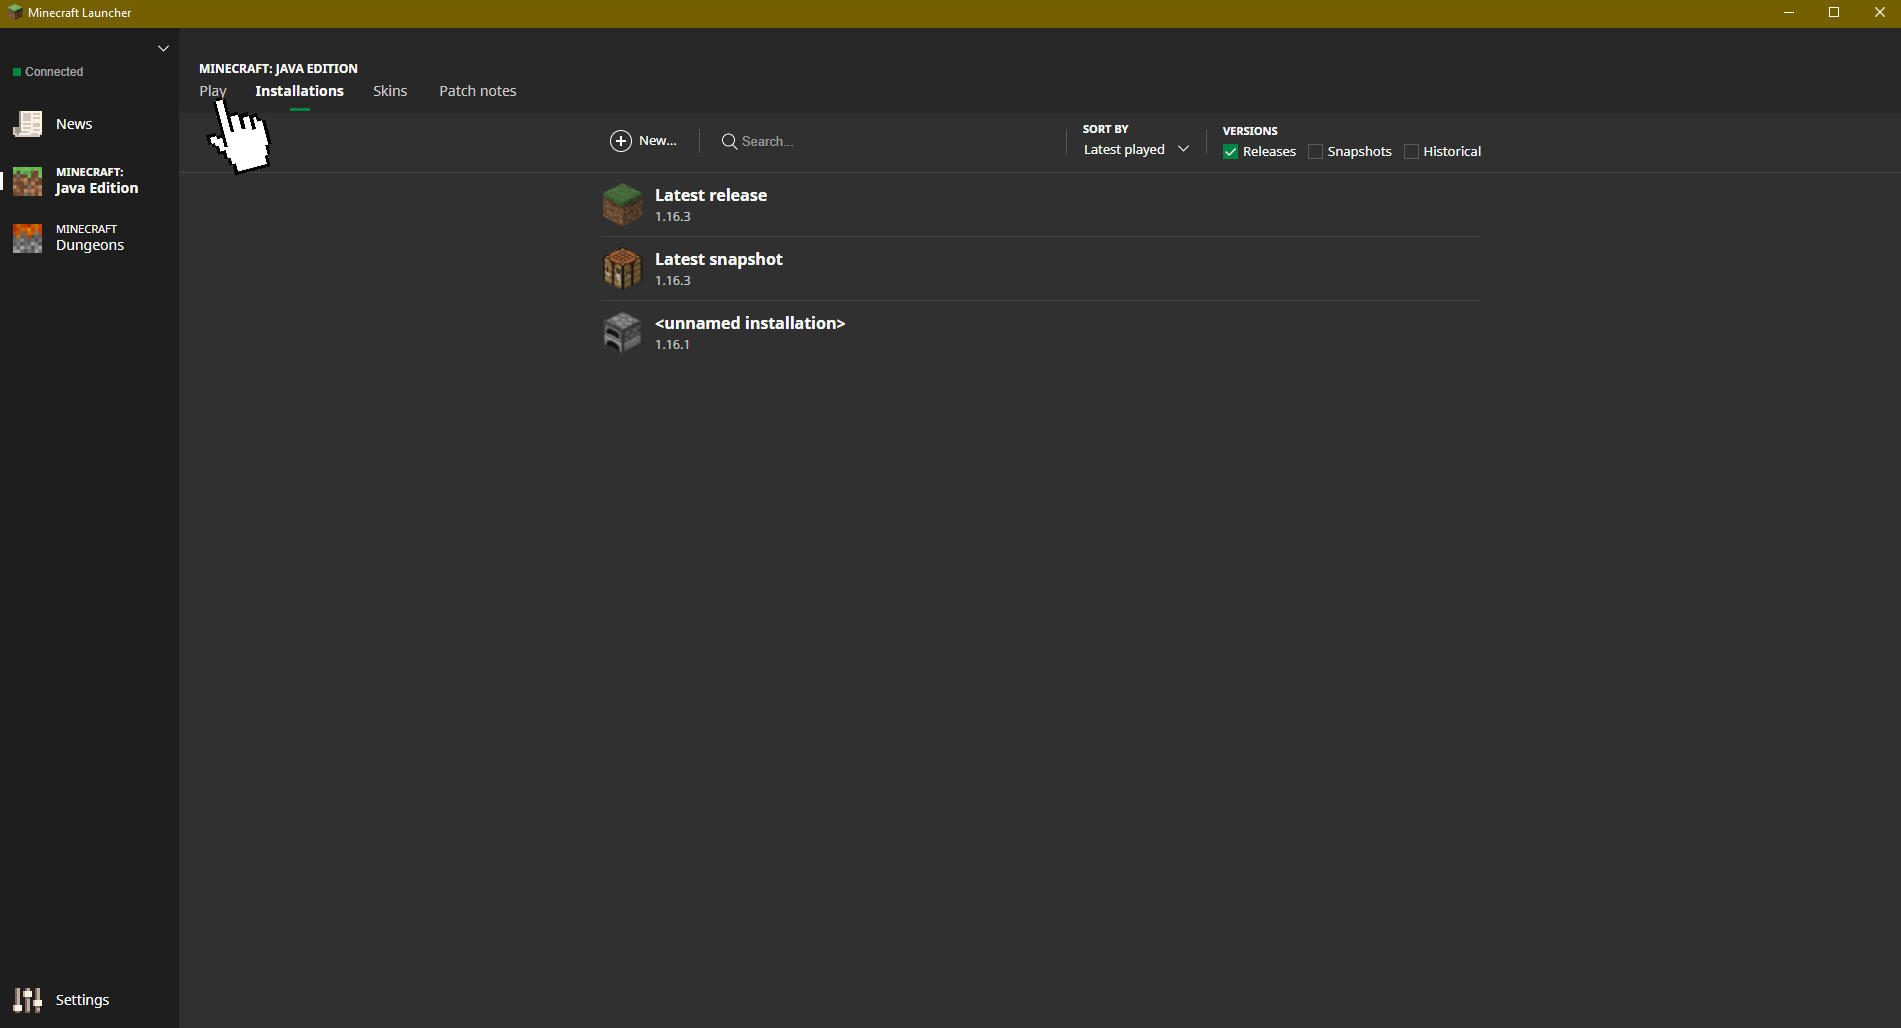 Minecraft Launcher
Connected
News
MINECRAFT:
Java Edition
MINECRAFT
Dungeons
Settings
MINECRAFT: JAVA EDITION
Play Installations Skins Patch notes
New... Search...
SORT BY
Latest played
VERSIONS
Releases Snapshots Historical
Latest release
1.16.3
Latest snapshot
1.16.3
<unnamed installation>
1.16.1